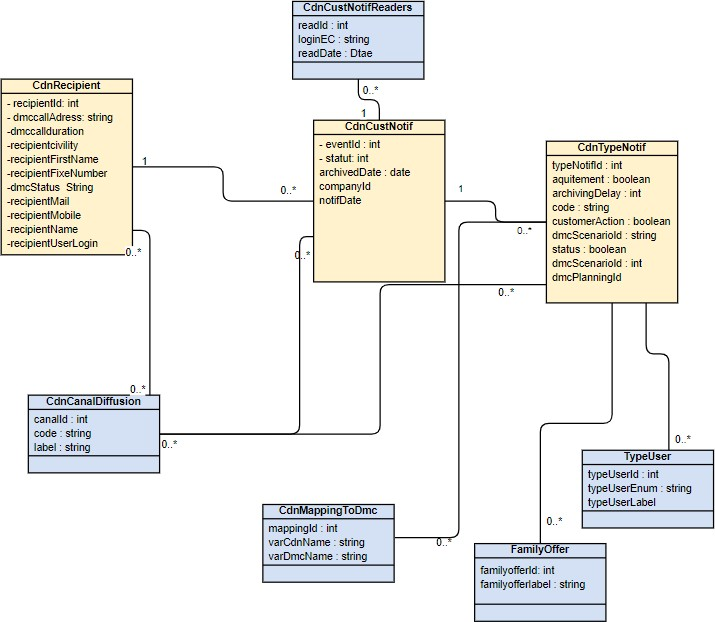 CdnCustNotifReaders
readId : int
loginEC : string
readDate : Dtae
0..*
1
CdnRecipient
- recipientId: int
- dmccallAdress: string
-dmccallduration
-recipientcivility
-recipientFirstName
-recipientFixeNumber
-dmcStatus String
-recipientMail
-recipientMobile
-recipientName
-recipientUserLogin
1
0..*
0..*
0..*
CdnCustNotif
- eventId : int
- statut: int
archivedDate : date
companyId
notifDate
0..*
1
0..*
0..*
CdnTypeNotif
typeNotifId : int
aquitement : boolean
archivingDelay : int
code : string
customerAction : boolean
dmcScenarioId : string
status : boolean
dmcScenarioId : int
dmcPlanningId
CdnCanalDiffusion
canalId : int
code : string
label : string
0..*
CdnMappingToDmc
mappingId : int
varCdnName : string
varDmcName : string
0..*
0..*
FamilyOffer
familyofferId: int
familyofferlabel : string
0..*
TypeUser
typeUserId : int
typeUserEnum : string
typeUserLabel